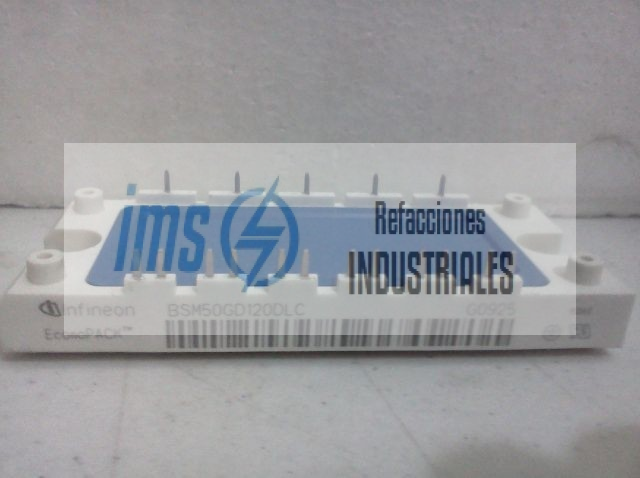 ims Refacciones
INDUSTRIALES
infineon BSM50GD120DLC G0925
EconoPACK™